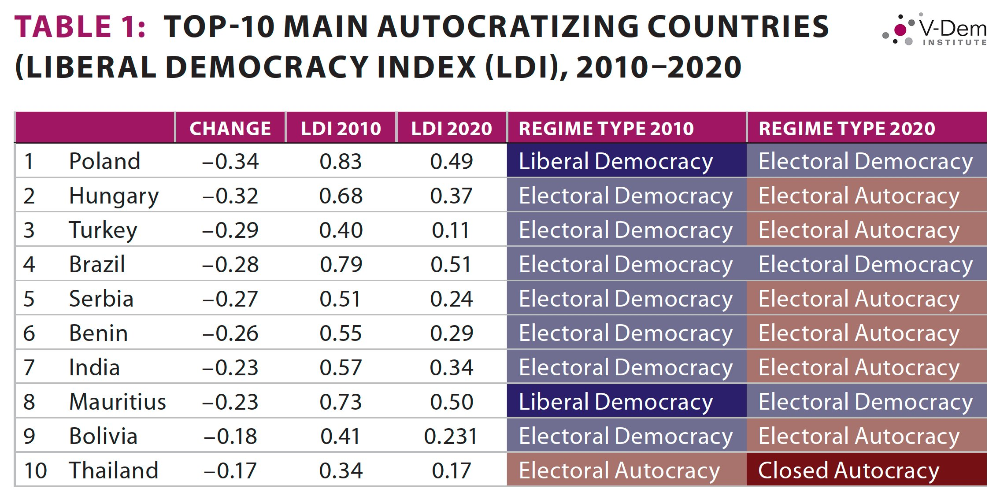 TABLE 1: TOP-10 MAIN AUTOCRATIZING COUNTRIES
(LIBERAL DEMOCRACY INDEX (LDI), 2010–2020
V-Dem
INSTITUTE
CHANGE LDI 2010 LDI 2020 REGIME TYPE 2010 REGIME TYPE 2020
1 Poland –0.34 0.83 0.49 Liberal Democracy Electoral Democracy
2 Hungary –0.32 0.68 0.37 Electoral Democracy Electoral Autocracy
3 Turkey –0.29 0.40 0.11 Electoral Democracy Electoral Autocracy
4 Brazil –0.28 0.79 0.51 Electoral Democracy Electoral Democracy
5 Serbia –0.27 0.51 0.24 Electoral Democracy Electoral Autocracy
6 Benin –0.26 0.55 0.29 Electoral Democracy Electoral Autocracy
7 India –0.23 0.57 0.34 Electoral Democracy Electoral Autocracy
8 Mauritius –0.23 0.73 0.50 Liberal Democracy Electoral Democracy
9 Bolivia –0.18 0.41 0.231 Electoral Democracy Electoral Autocracy
10 Thailand –0.17 0.34 0.17 Electoral Autocracy Closed Autocracy